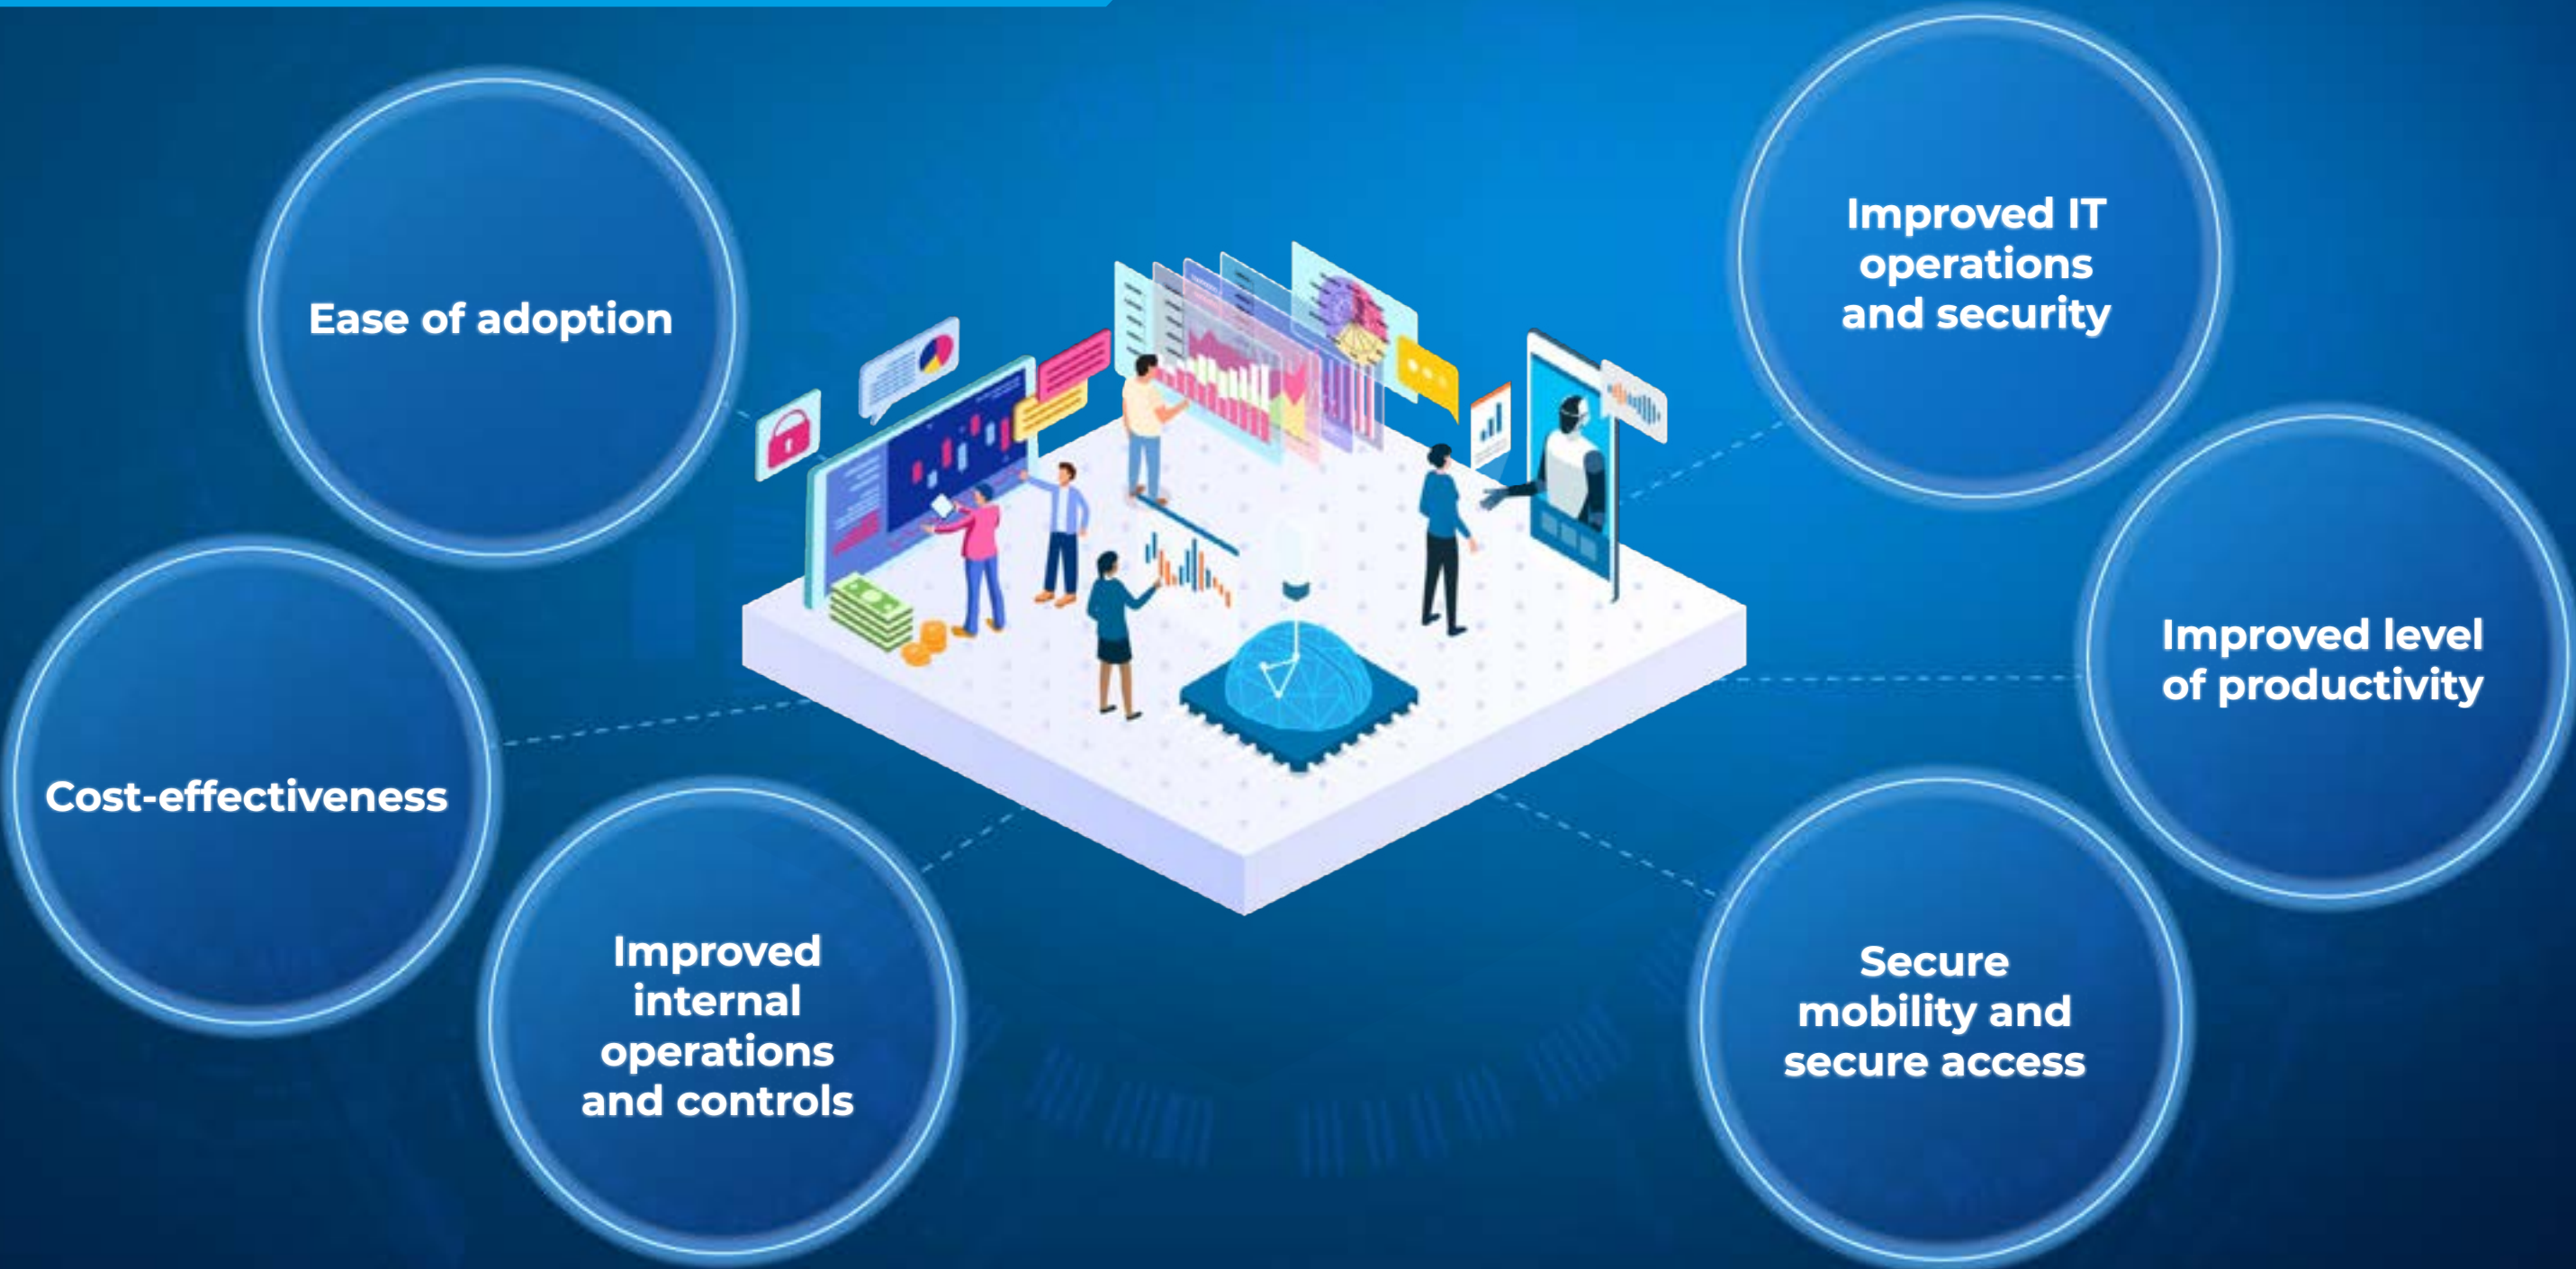 Ease of adoption
Cost-effectiveness
Improved
internal
operations
and controls
Improved IT
operations
and security
Improved level
of productivity
Secure
mobility and
secure access